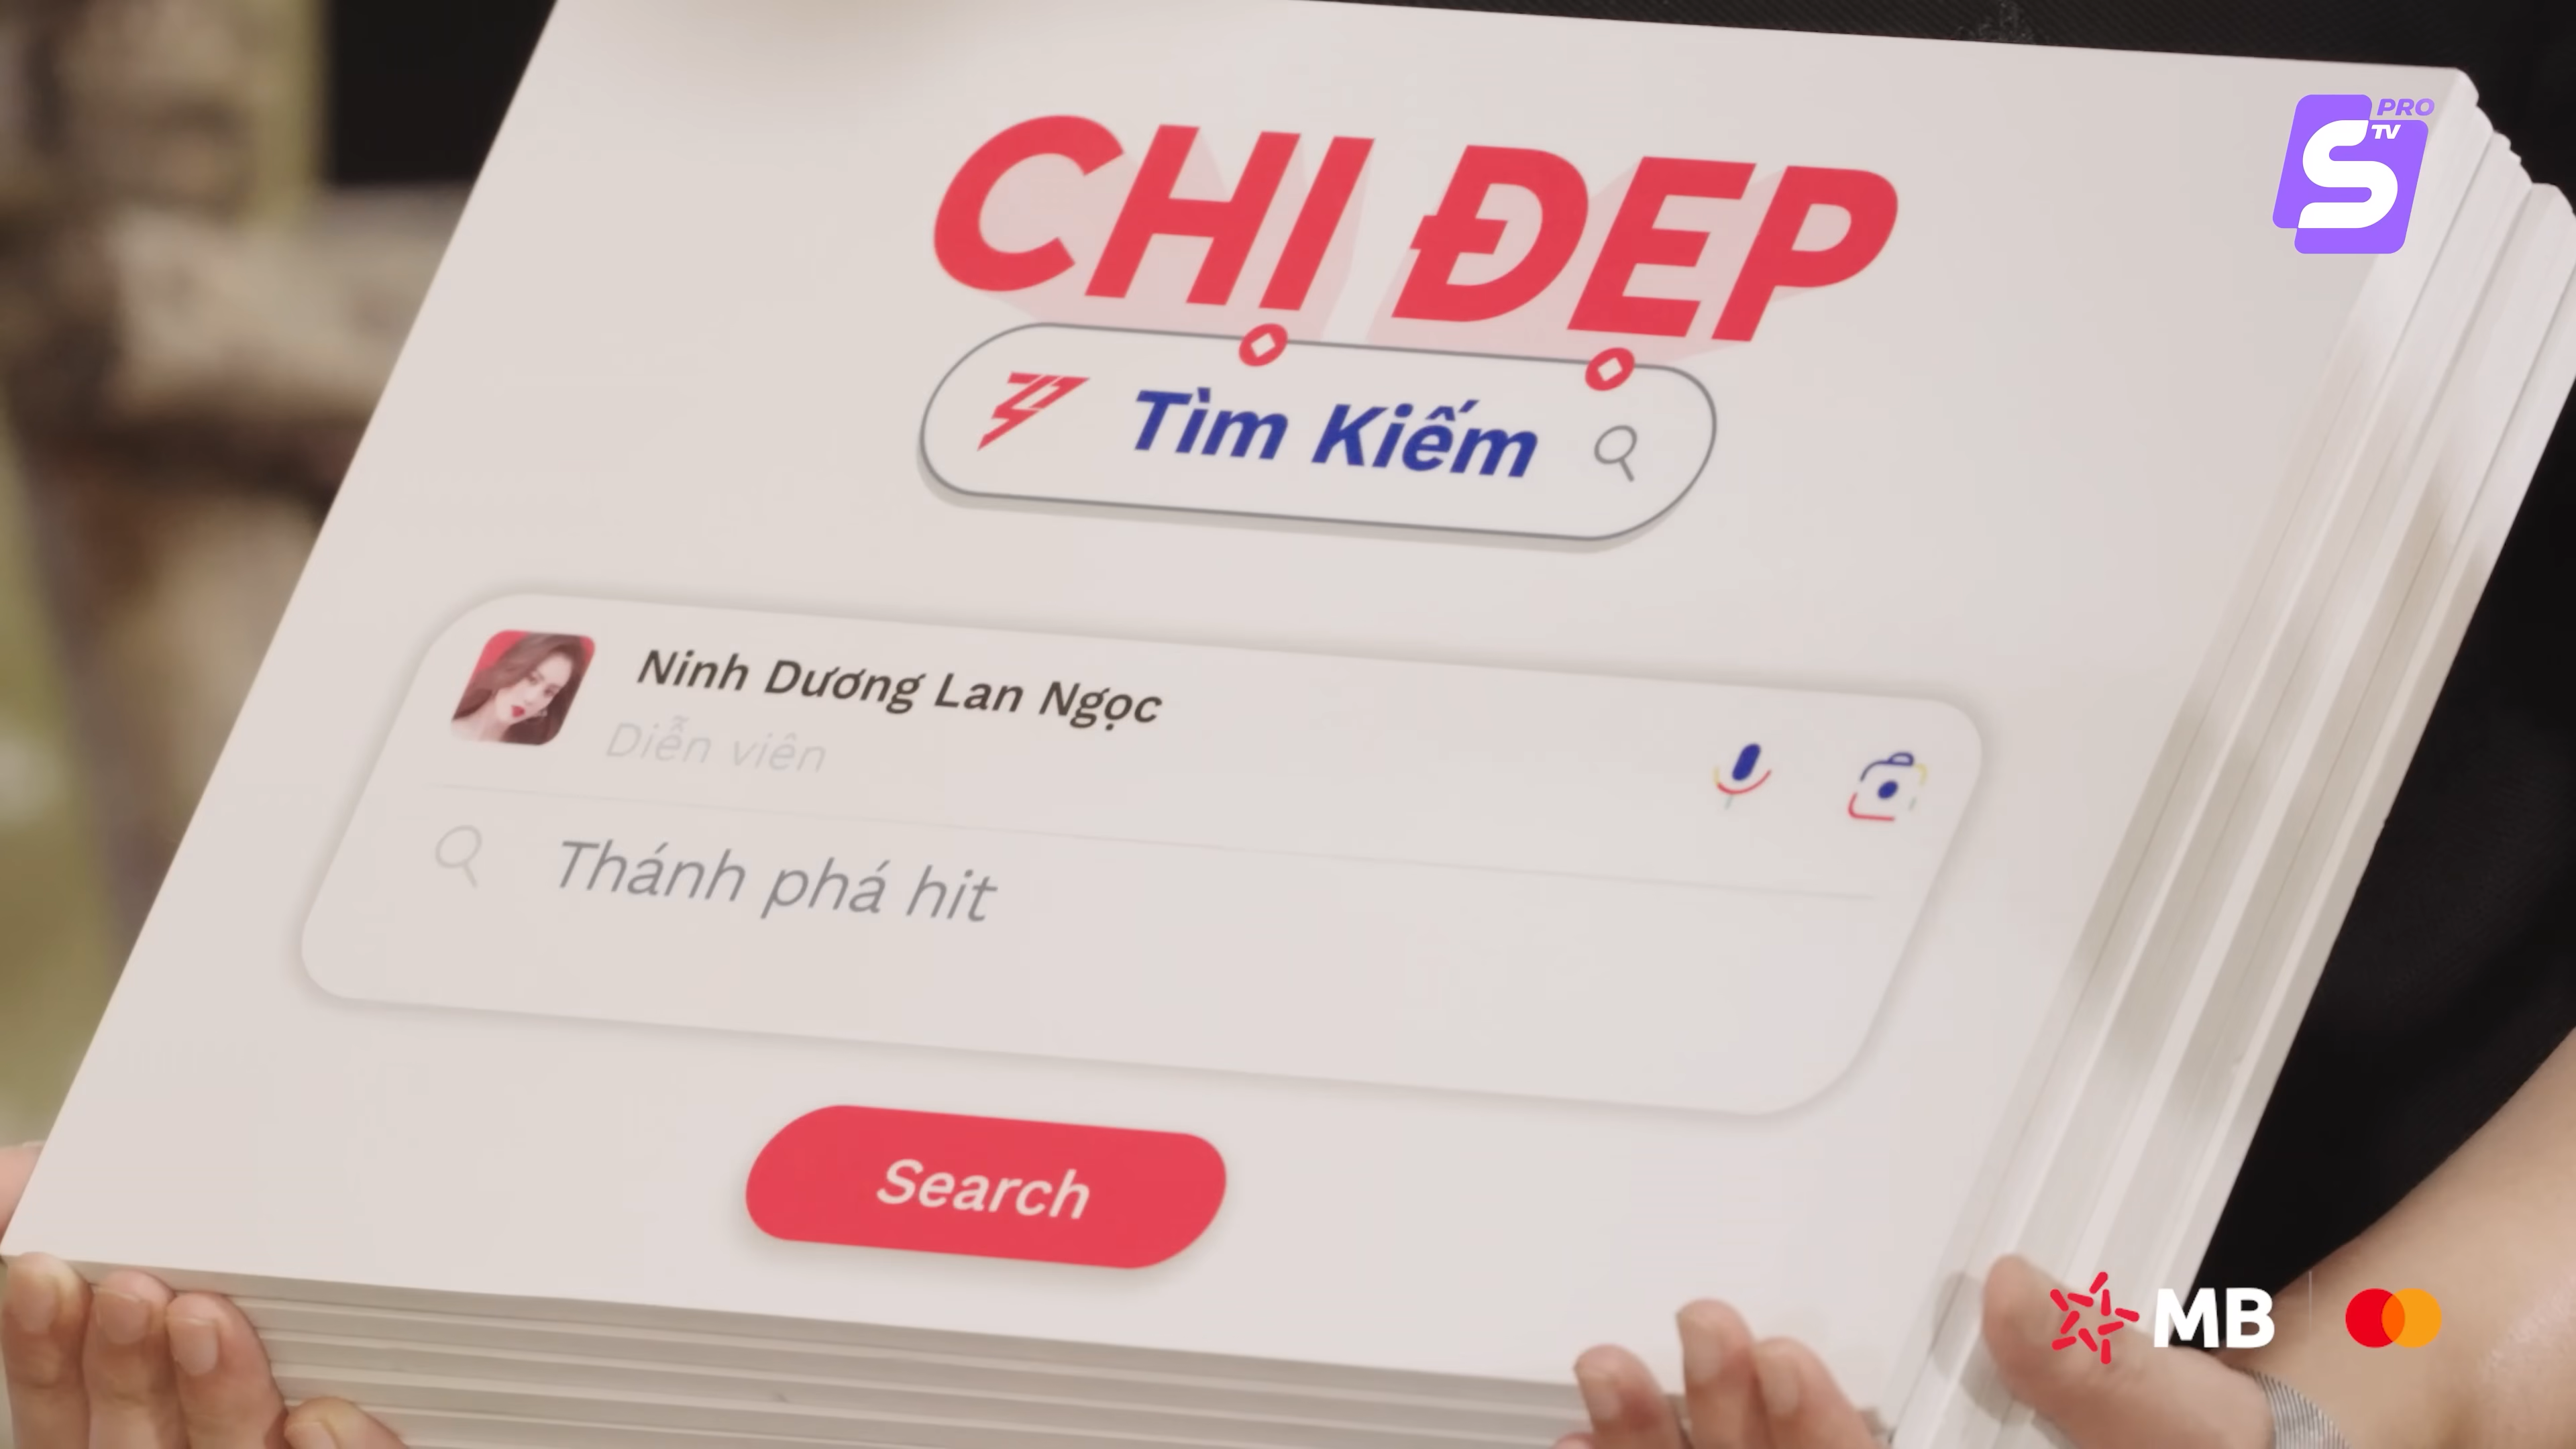 CHỊ ĐẸP
Tìm Kiếm
Ninh Dương Lan Ngọc
Diễn viên
Thánh phá hit
Search
PRO
S TV
MB